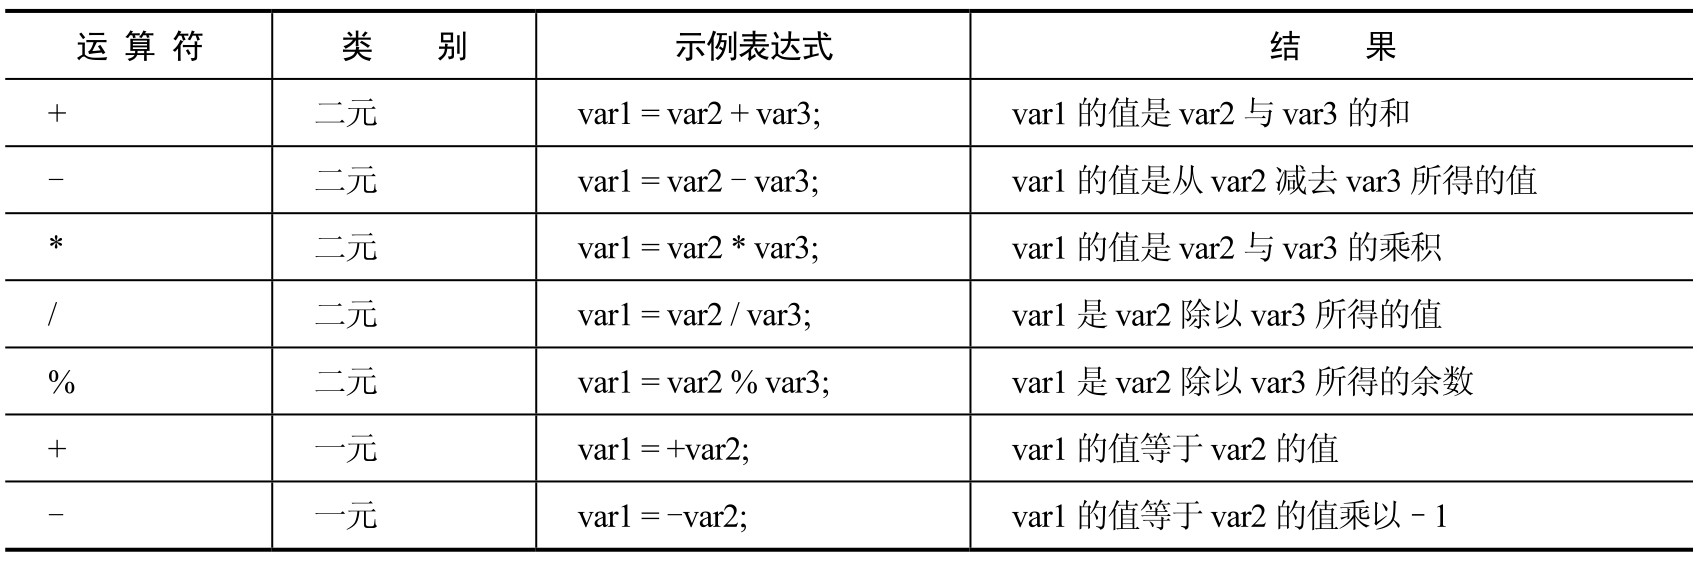 运 算 符 类 别 示例表达式 结 果
+ 二元 var1 = var2 + var3; var1 的值是 var2 与 var3 的和
- 二元 var1 = var2 - var3; var1 的值是从 var2 减去 var3 所得的值
* 二元 var1 = var2 * var3; var1 的值是 var2 与 var3 的乘积
/ 二元 var1 = var2 / var3; var1 是 var2 除以 var3 所得的值
% 二元 var1 = var2 % var3; var1 是 var2 除以 var3 所得的余数
+ 一元 var1 = +var2; var1 的值等于 var2 的值
- 一元 var1 = -var2; var1 的值等于 var2 的值乘以 - 1